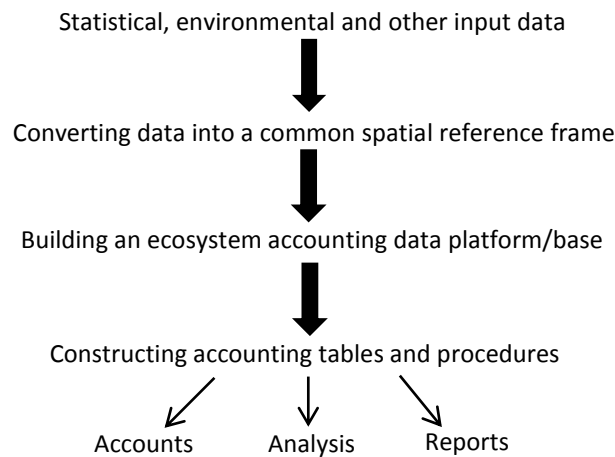 Statistical, environmental and other input data
Converting data into a common spatial reference frame
Building an ecosystem accounting data platform/base
Constructing accounting tables and procedures
Accounts Analysis Reports